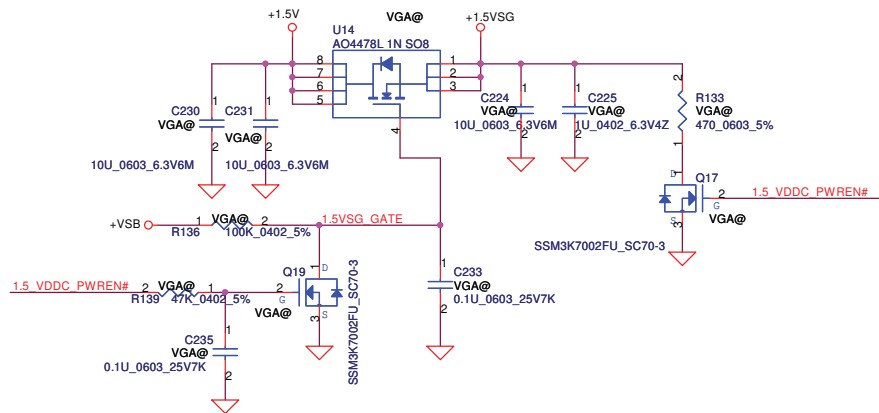 +1.5V
VGA@
+1.5VSG
U14
AO4478L 1N SO8
8
7
6
5
1
2
3
4
1
C230
VGA@
2
10U_0603_6.3V6M
1
C231
VGA@
2
10U_0603_6.3V6M
1
C224
VGA@
10U_0603_6.3V6M
2
1
C225
VGA@
1U_0402_6.3V4Z
2
2
R133
VGA@
470_0603_5%
1
1
D
Q17
2
G
VGA@
S
3
1.5_VDDC_PWREN#
SSM3K7002FU_SC70-3
+VSB
1
VGA@
2
R136
100K_0402_5%
1.5VSG_GATE
1.5_VDDC_PWREN#
2
VGA@
1
R139
47K_0402_5%
Q19
1
D
2
G
VGA@
S
3
SSM3K7002FU_SC70-3
1
C233
VGA@
0.1U_0603_25V7K
2
1
C235
VGA@
0.1U_0603_25V7K
2